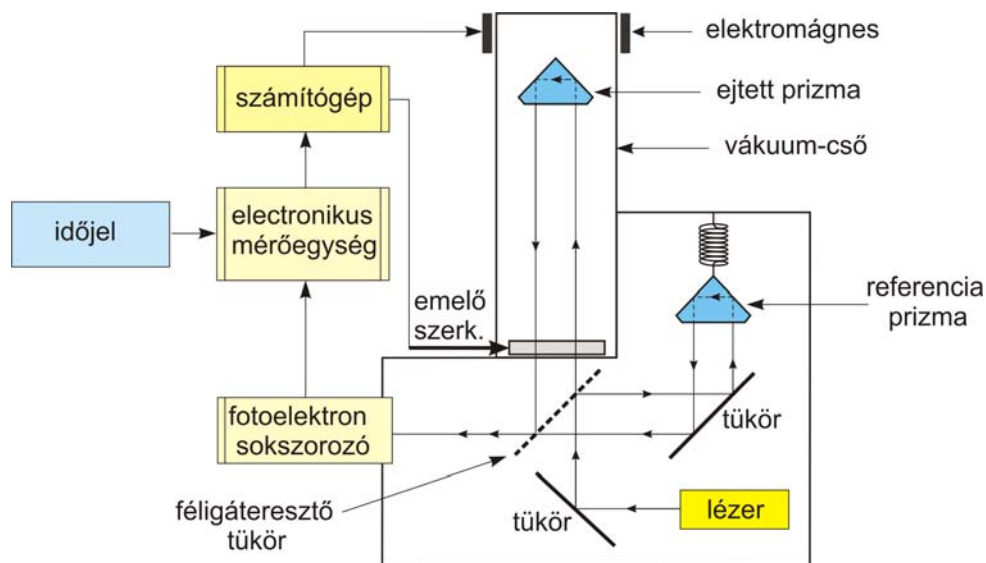 elektromágnes
számítógép
ejtett prizma
vákuum-cső
időjel
electronikus
mérőegység
emelő
szerk.
referencia
prizma
fotoelektron
sokszorozó
tükör
féligáteresztő
tükör
tükör
lézer